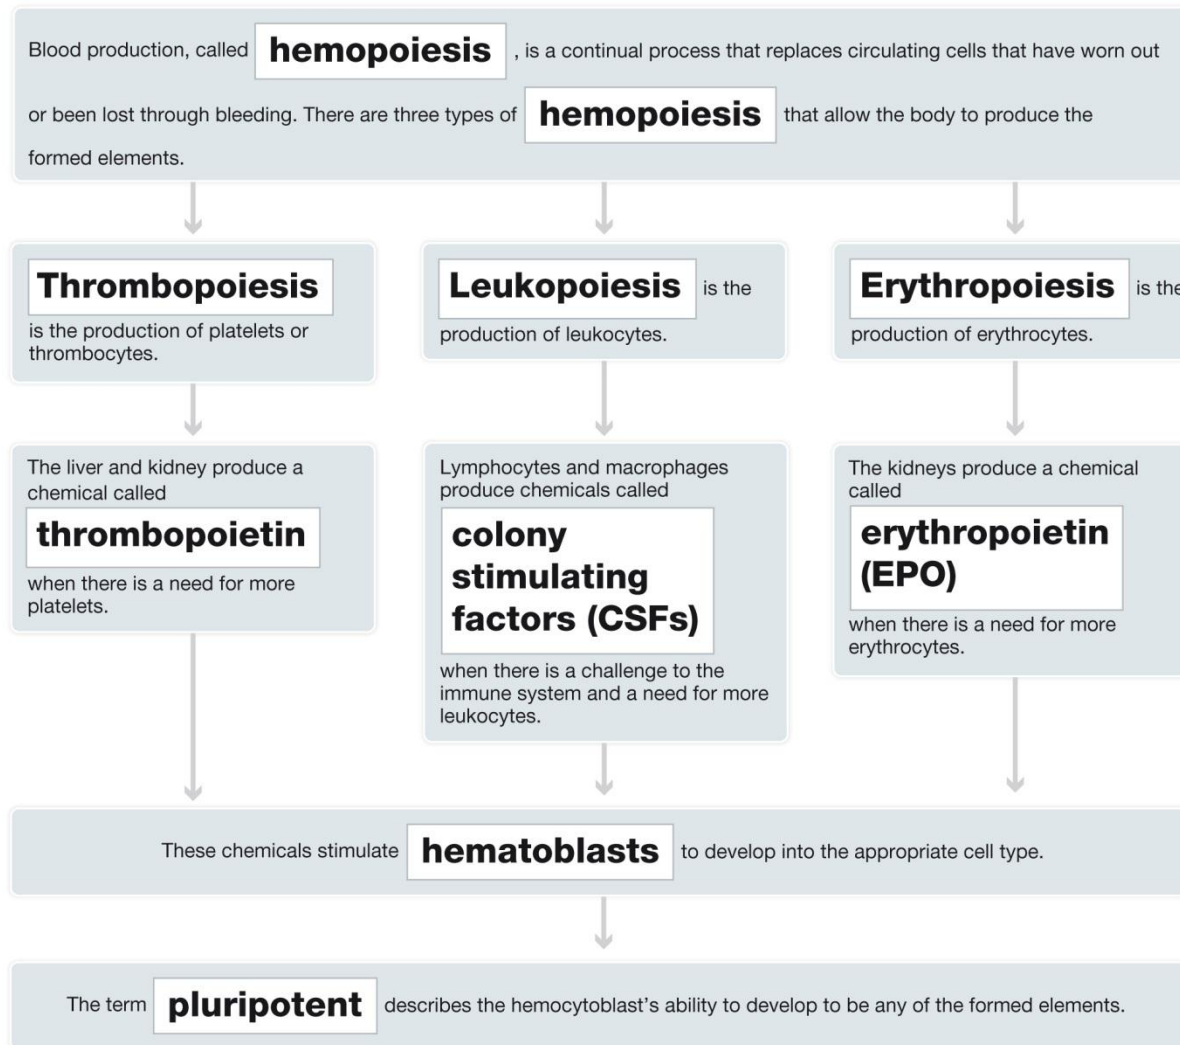 Blood production, called hemopoiesis , is a continual process that replaces circulating cells that have worn out
or been lost through bleeding. There are three types of hemopoiesis that allow the body to produce the
formed elements.
Thrombopoiesis
is the production of platelets or
thrombocytes.
Leukopoiesis is the
production of leukocytes.
Erythropoiesis is the
production of erythrocytes.
The liver and kidney produce a
chemical called
thrombopoietin
when there is a need for more
platelets.
Lymphocytes and macrophages
produce chemicals called
colony
stimulating
factors (CSFs)
when there is a challenge to the
immune system and a need for more
leukocytes.
The kidneys produce a chemical
called
erythropoietin
(EPO)
when there is a need for more
erythrocytes.
These chemicals stimulate hematoblasts to develop into the appropriate cell type.
The term pluripotent describes the hemocytoblast’s ability to develop to be any of the formed elements.